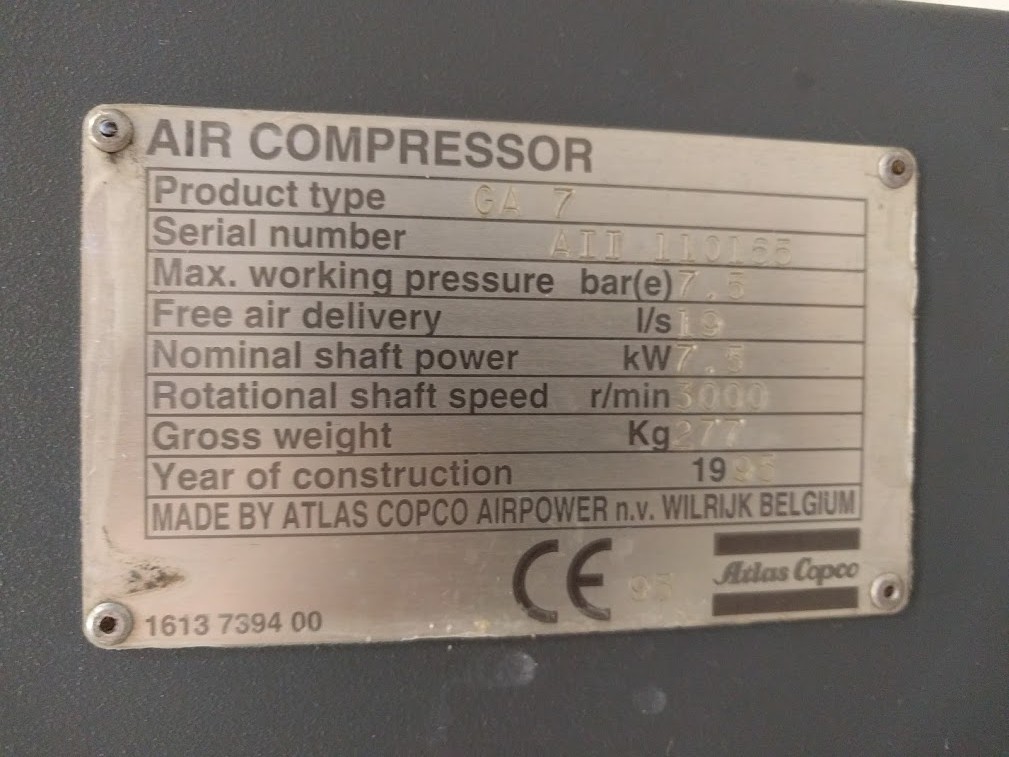 AIR COMPRESSOR
Product type GA 7
Serial number AII 110165
Max. working pressure bar(e) 7.5
Free air delivery l/s 19
Nominal shaft power kW 7.5
Rotational shaft speed r/min 3000
Gross weight Kg 277
Year of construction 1995
MADE BY ATLAS COPCO AIRPOWER n.v. WILRIJK BELGIUM
CE 95 Atlas Copco
1613 7394 00